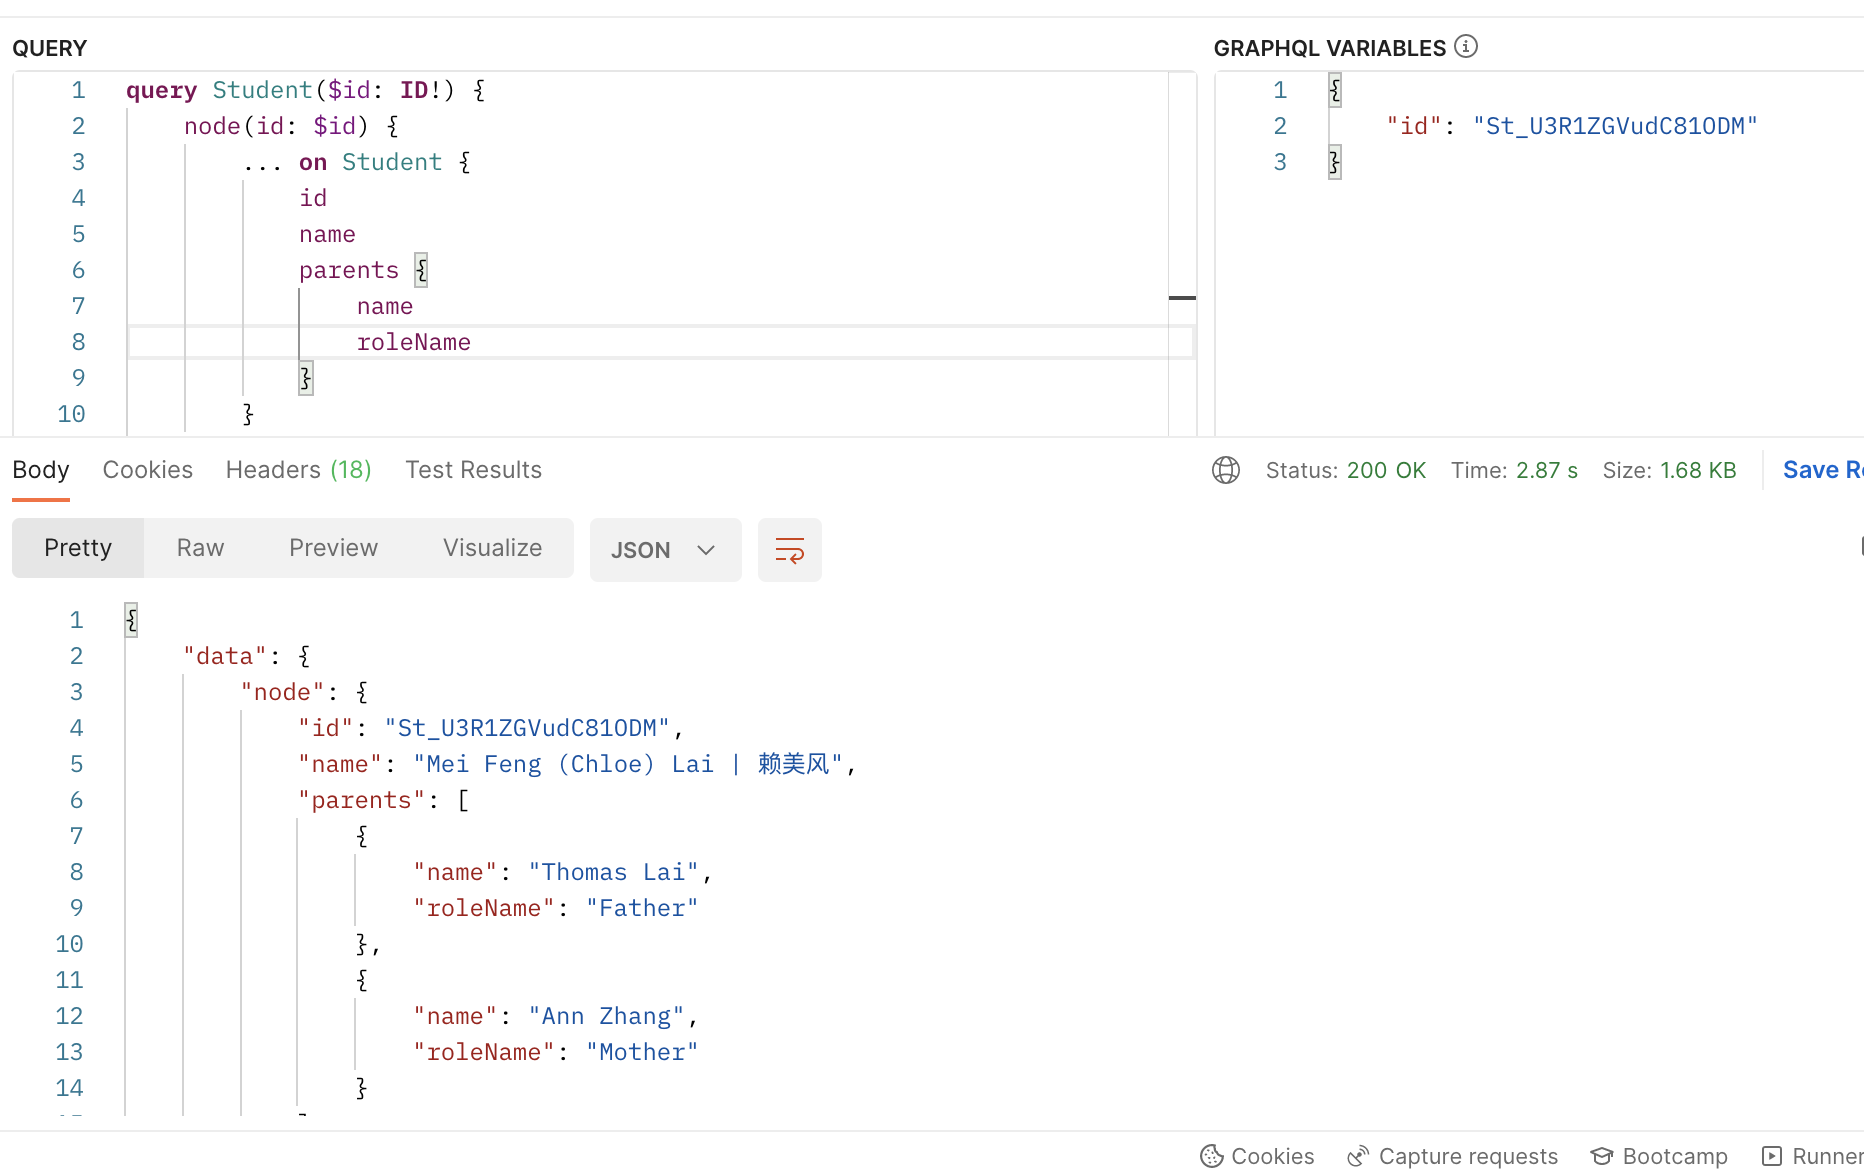 QUERY
1 query Student($id: ID!) {
2 node(id: $id) {
3 ... on Student {
4 id
5 name
6 parents {
7 name
8 roleName
9 }
10 }
GRAPHQL VARIABLES
1 {
2 "id": "St_U3R1ZGVudC81ODM"
3 }
Body Cookies Headers (18) Test Results
Status: 200 OK Time: 2.87 s Size: 1.68 KB Save Re
Pretty Raw Preview Visualize JSON
1 {
2 "data": {
3 "node": {
4 "id": "St_U3R1ZGVudC81ODM",
5 "name": "Mei Feng (Chloe) Lai | 赖美风",
6 "parents": [
7 {
8 "name": "Thomas Lai",
9 "roleName": "Father"
10 },
11 {
12 "name": "Ann Zhang",
13 "roleName": "Mother"
14 }
Cookies Capture requests Bootcamp Runner